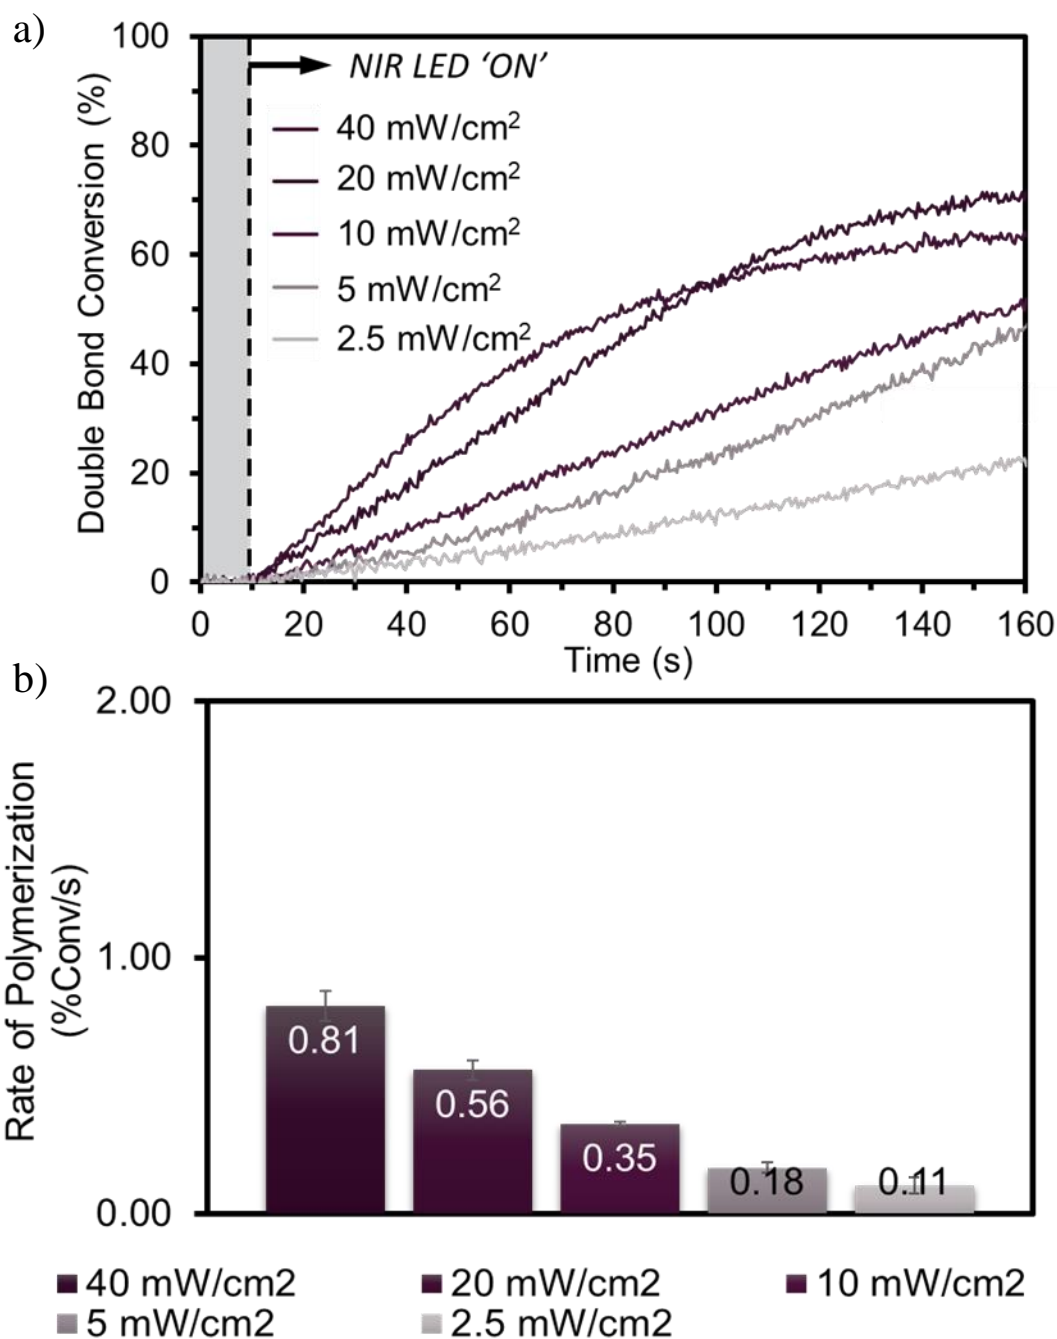 a)
Double Bond Conversion (%)
100
80
60
40
20
0
NIR LED ‘ON’
40 mW/cm²
20 mW/cm²
10 mW/cm²
5 mW/cm²
2.5 mW/cm²
0 20 40 60 80 100 120 140 160
Time (s)
b)
Rate of Polymerization
(%Conv/s)
2.00
1.00
0.00
0.81
0.56
0.35
0.18
0.11
40 mW/cm2 20 mW/cm2 10 mW/cm2
5 mW/cm2 2.5 mW/cm2